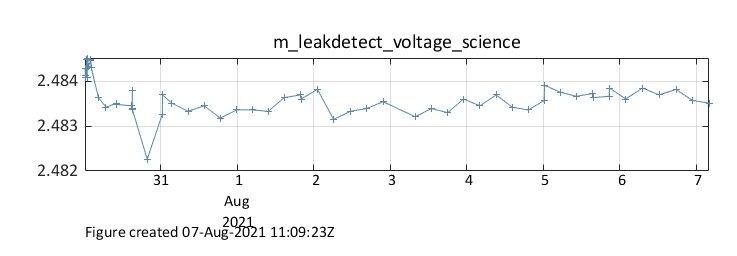 m_leakdetect_voltage_science
2.484
2.483
2.482
31 1 2 3 4 5 6 7
Aug
2021
Figure created 07-Aug-2021 11:09:23Z